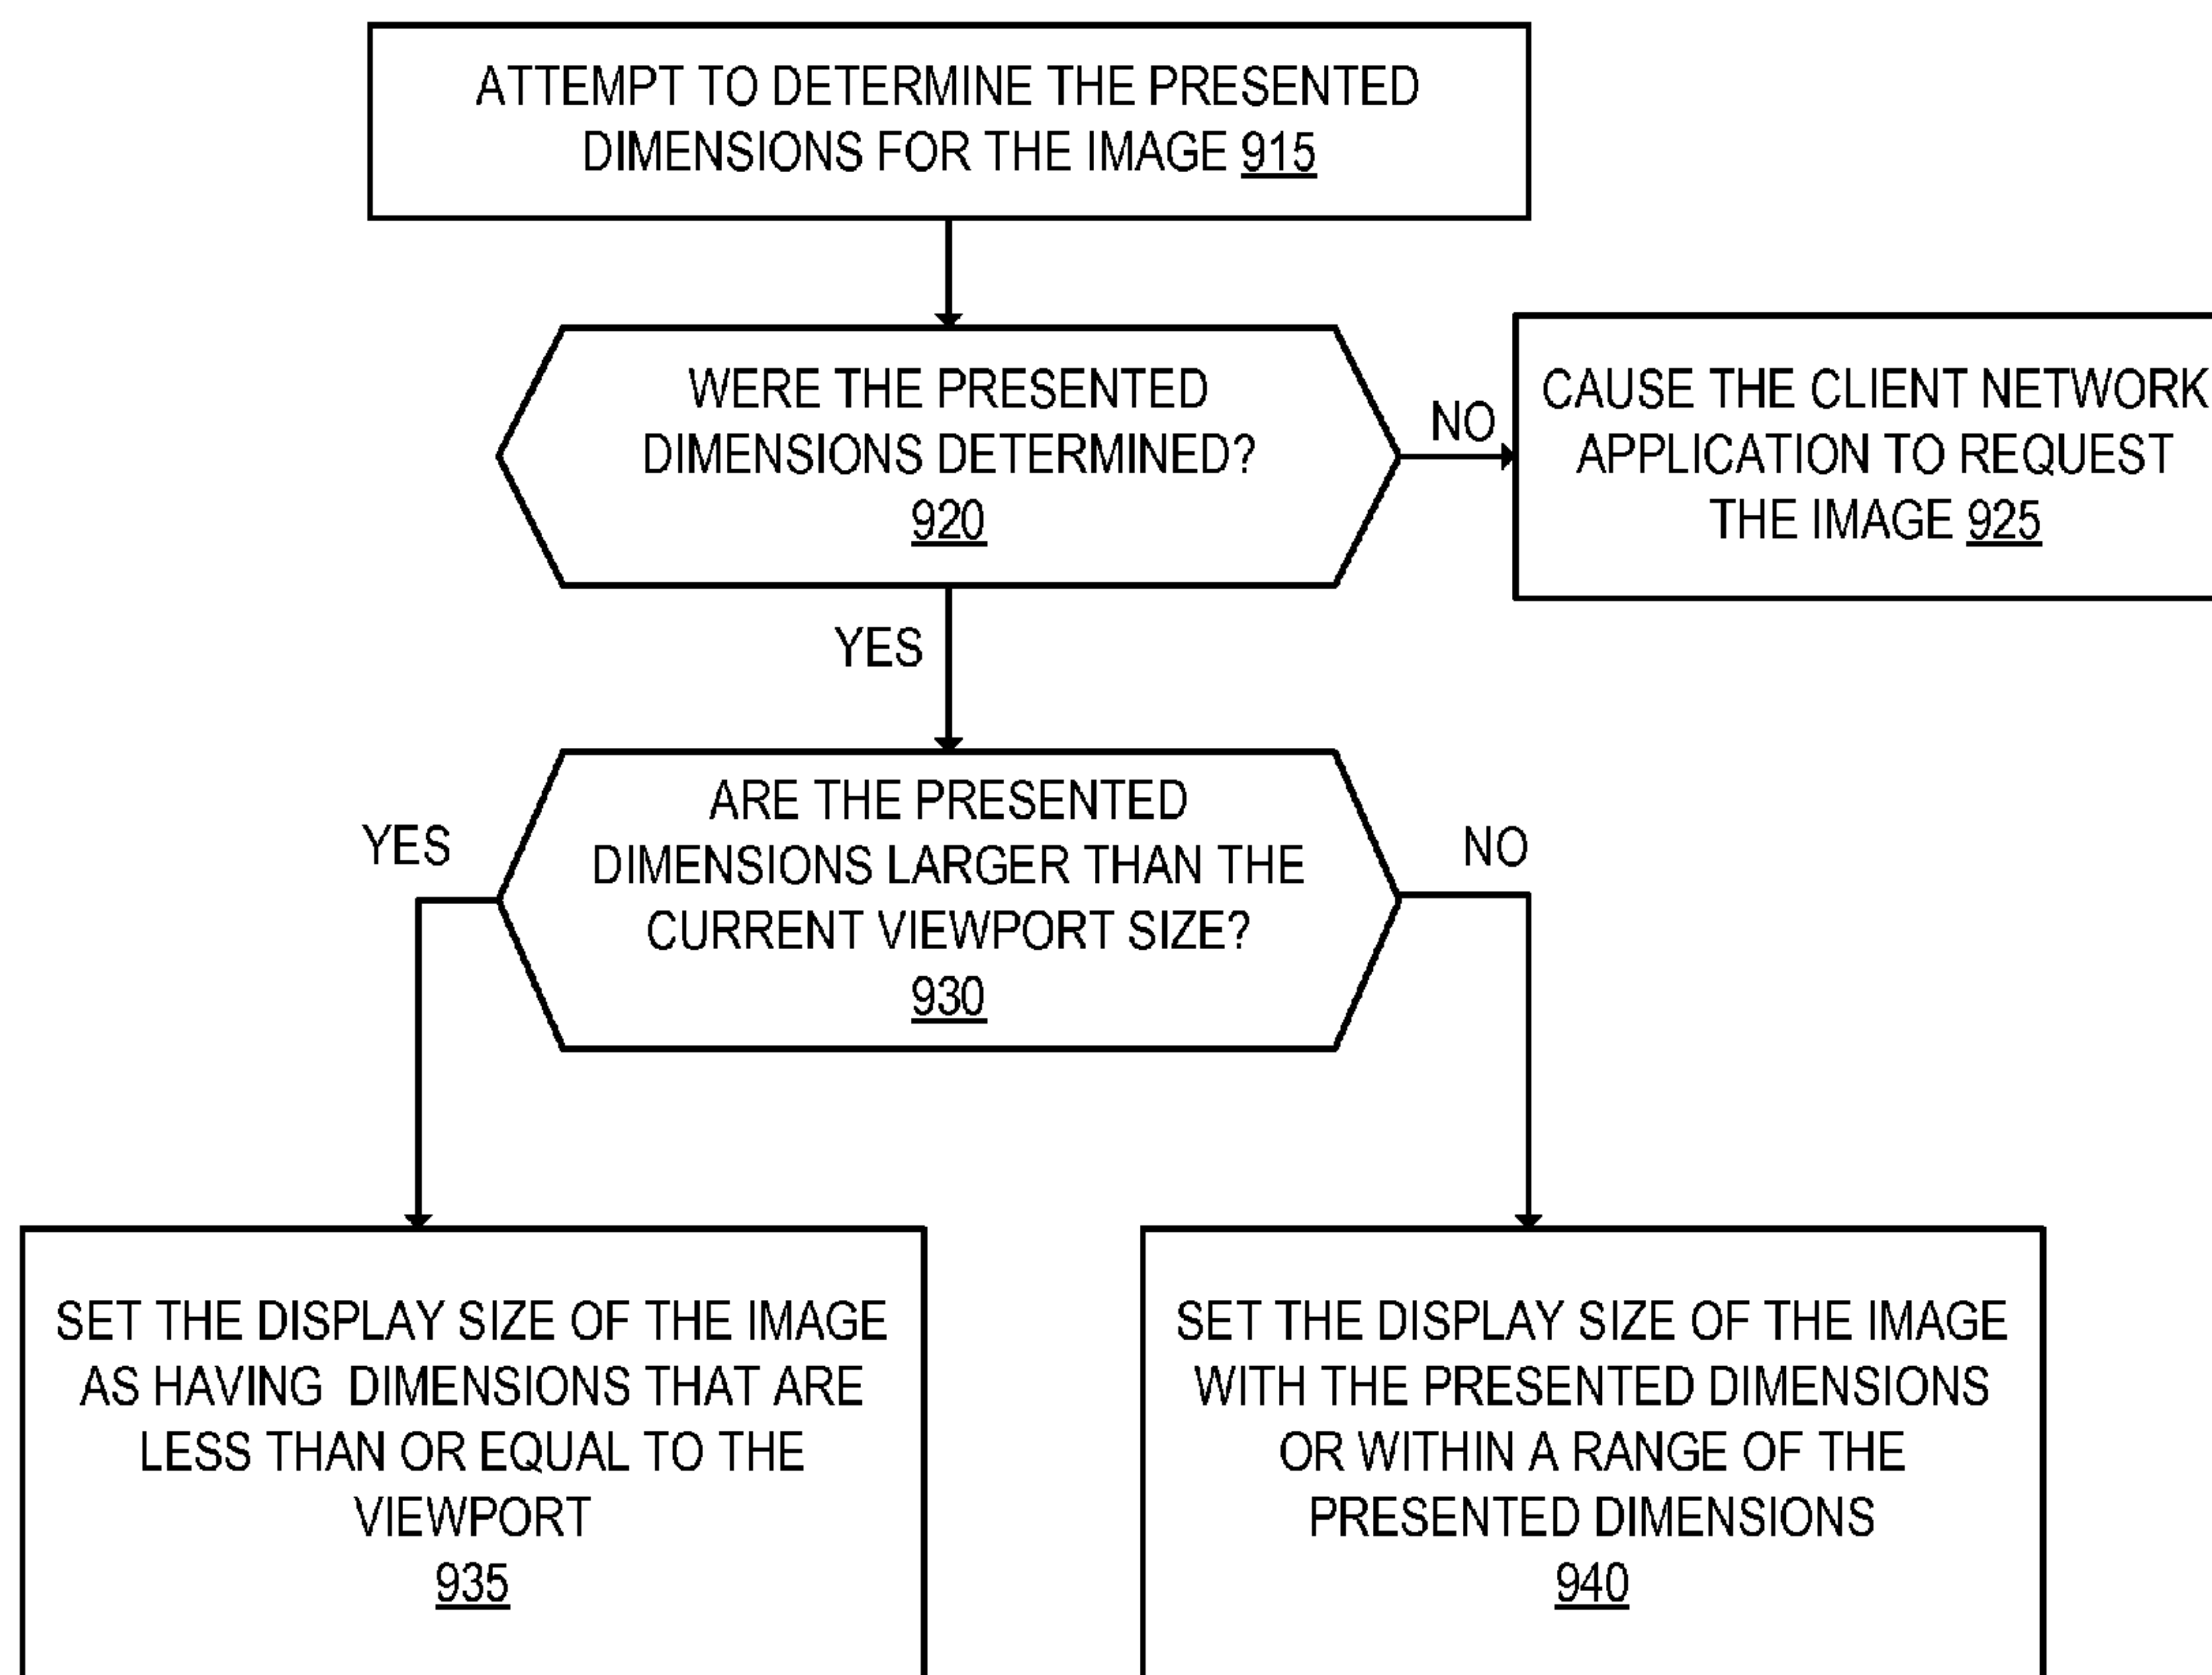 ATTEMPT TO DETERMINE THE PRESENTED
DIMENSIONS FOR THE IMAGE 915
WERE THE PRESENTED
DIMENSIONS DETERMINED?
920
NO
CAUSE THE CLIENT NETWORK
APPLICATION TO REQUEST
THE IMAGE 925
YES
ARE THE PRESENTED
DIMENSIONS LARGER THAN THE
CURRENT VIEWPORT SIZE?
930
YES
NO
SET THE DISPLAY SIZE OF THE IMAGE
AS HAVING DIMENSIONS THAT ARE
LESS THAN OR EQUAL TO THE
VIEWPORT
935
SET THE DISPLAY SIZE OF THE IMAGE
WITH THE PRESENTED DIMENSIONS
OR WITHIN A RANGE OF THE
PRESENTED DIMENSIONS
940